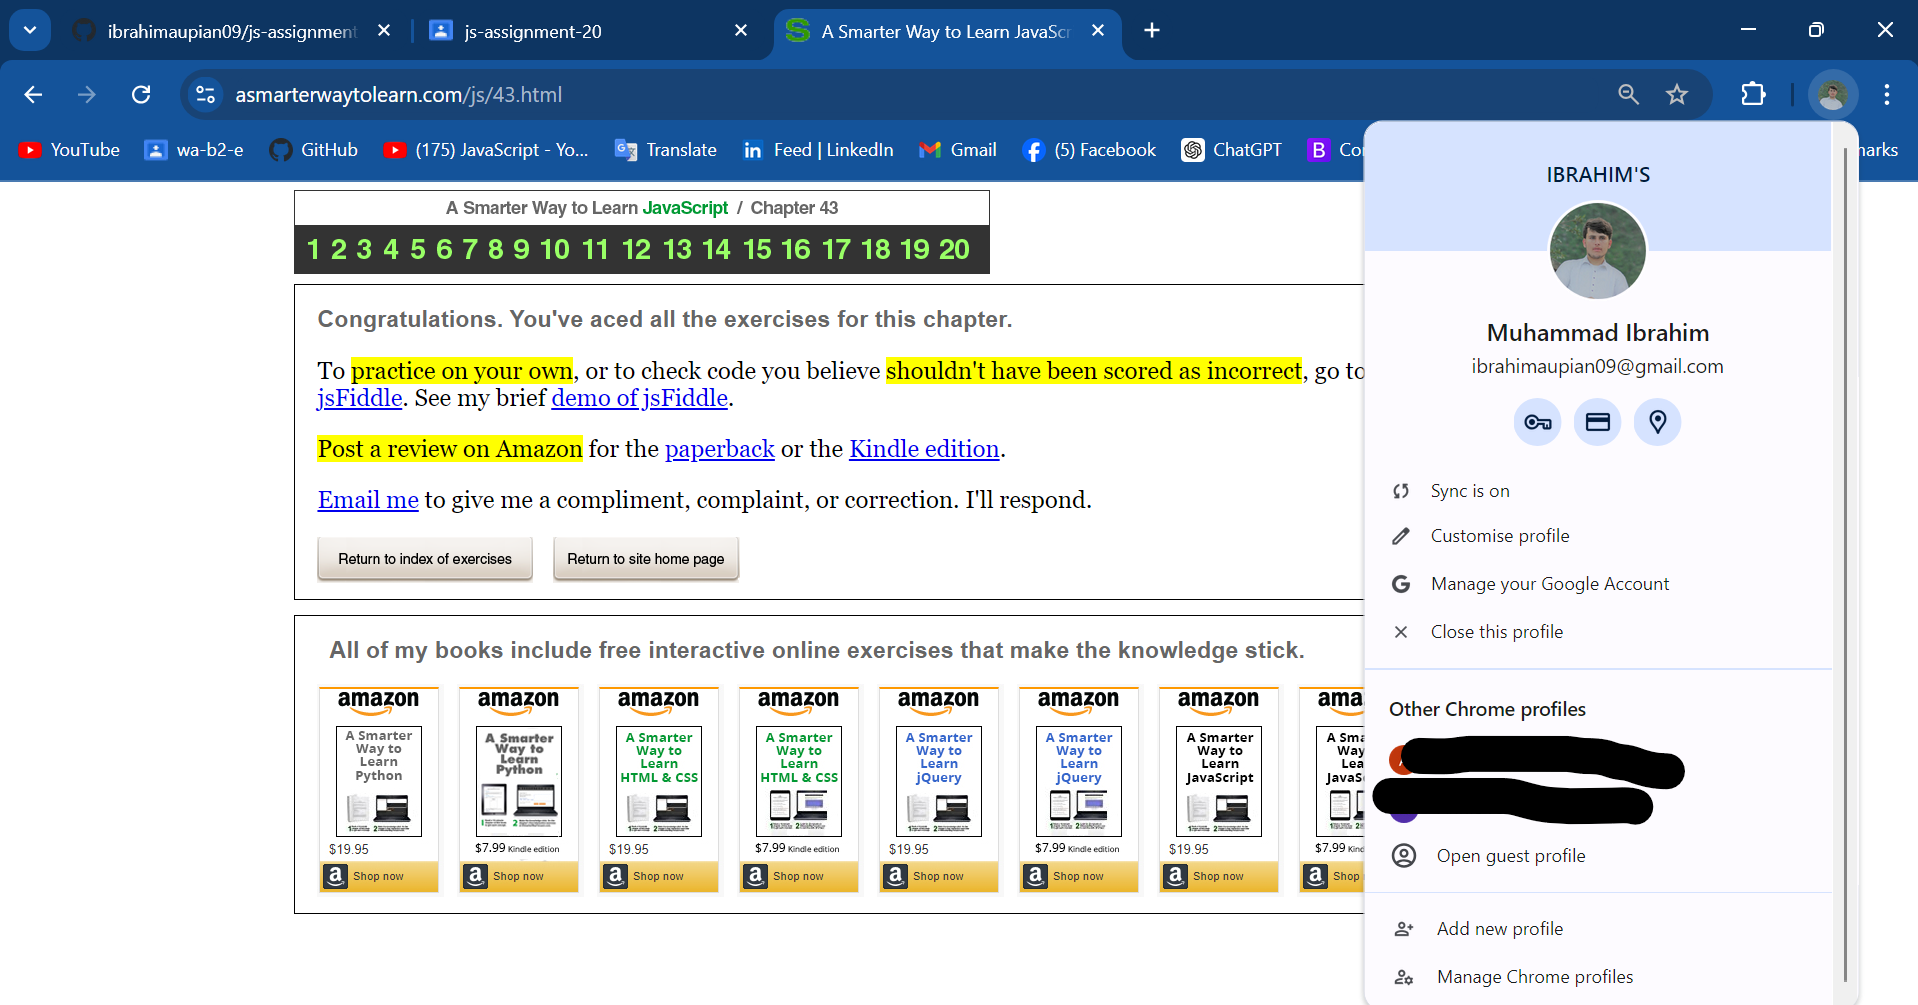 ibrahimaupian09/js-assignment
js-assignment-20
A Smarter Way to Learn JavaScr
asmarterwaytolearn.com/js/43.html
YouTube
wa-b2-e
GitHub
(175) JavaScript - Yo...
Translate
Feed | LinkedIn
Gmail
(5) Facebook
ChatGPT
A Smarter Way to Learn JavaScript / Chapter 43
1 2 3 4 5 6 7 8 9 10 11 12 13 14 15 16 17 18 19 20
Congratulations. You've aced all the exercises for this chapter.
To practice on your own, or to check code you believe shouldn't have been scored as incorrect, go to
jsFiddle. See my brief demo of jsFiddle.
Post a review on Amazon for the paperback or the Kindle edition.
Email me to give me a compliment, complaint, or correction. I'll respond.
Return to index of exercises
Return to site home page
All of my books include free interactive online exercises that make the knowledge stick.
amazon
A Smarter
Way to
Learn
Python
$19.95
Shop now
amazon
A Smarter
Way to
Learn
Python
$7.99 Kindle edition
Shop now
amazon
A Smarter
Way to
Learn
HTML & CSS
$19.95
Shop now
amazon
A Smarter
Way to
Learn
HTML & CSS
$7.99 Kindle edition
Shop now
amazon
A Smarter
Way to
Learn
jQuery
$19.95
Shop now
amazon
A Smarter
Way to
Learn
jQuery
$7.99 Kindle edition
Shop now
amazon
A Smarter
Way to
Learn
JavaScript
$19.95
Shop now
$7.99
Shop
IBRAHIM'S
Muhammad Ibrahim
ibrahimaupian09@gmail.com
Sync is on
Customise profile
Manage your Google Account
Close this profile
Other Chrome profiles
Open guest profile
Add new profile
Manage Chrome profiles